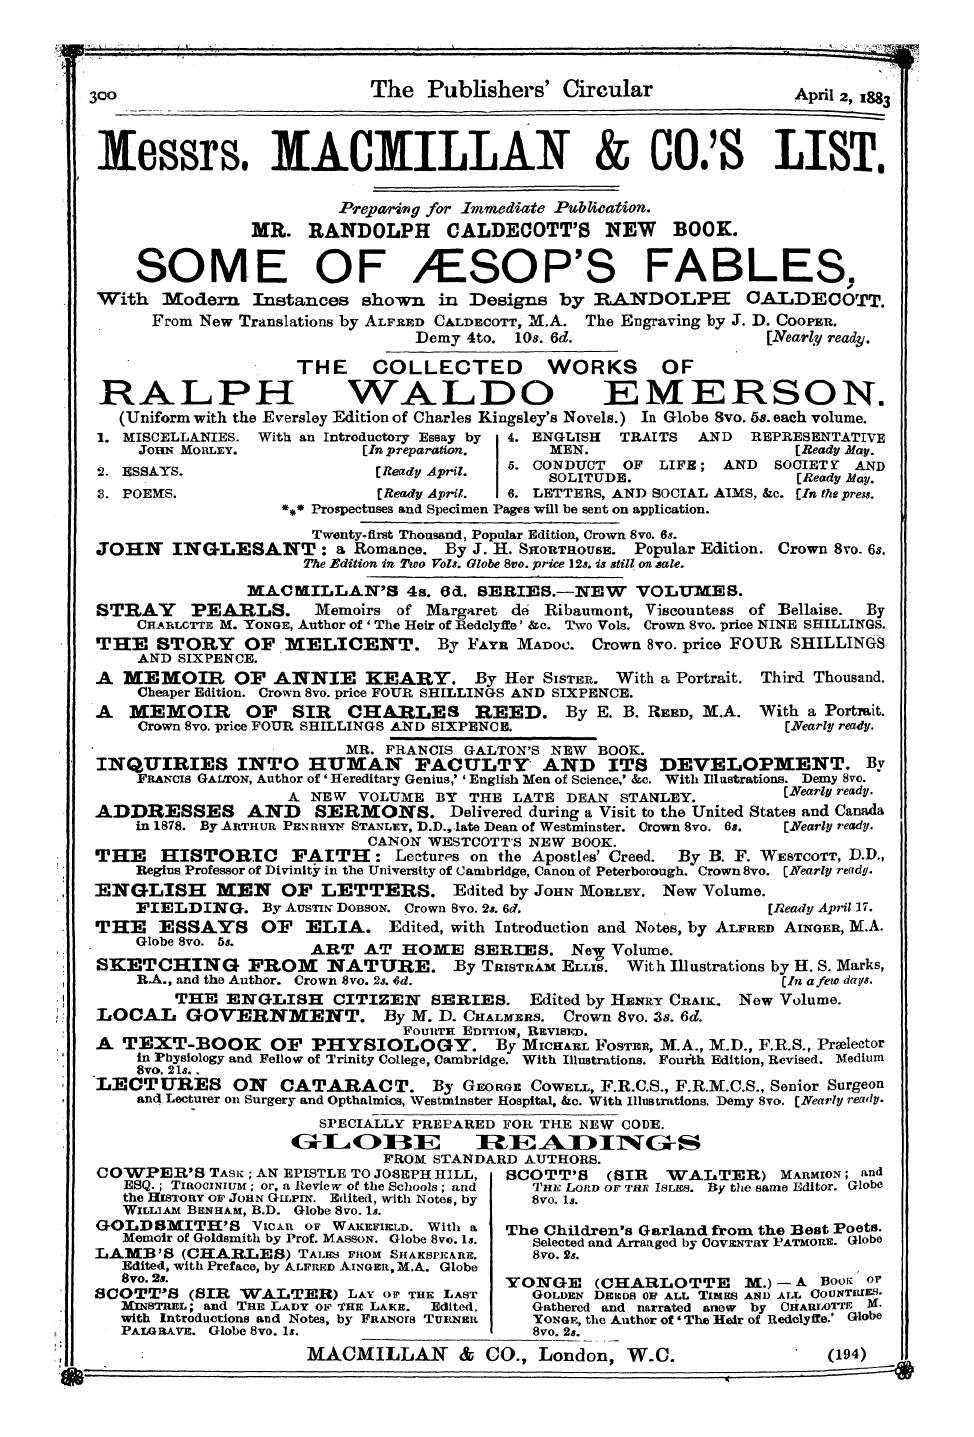 300 The Publishers' Circular April 2, 1883
Messrs. MACMILLAN & CO.'S LIST.
Preparing for Immediate Publication.
MR. RANDOLPH CALDECOTT'S NEW BOOK.
SOME OF ÆSOP'S FABLES,
With Modern Instances shown in Designs by RANDOLPH CALDECOTT.
From New Translations by ALFRED CALDECOTT, M.A. The Engraving by J. D. COOPER.
Demy 4to. 10s. 6d. [Nearly ready.
THE COLLECTED WORKS OF
RALPH WALDO EMERSON.
(Uniform with the Eversley Edition of Charles Kingsley's Novels.) In Globe 8vo. 5s. each volume.
1. MISCELLANIES. With an Introductory Essay by
JOHN MORLEY. [In preparation.
2. ESSAYS. [Ready April.
3. POEMS. [Ready April.
4. ENGLISH TRAITS AND REPRESENTATIVE
MEN. [Ready May.
5. CONDUCT OF LIFE; AND SOCIETY AND
SOLITUDE. [Ready May.
6. LETTERS, AND SOCIAL AIMS, &c. [In the press.
*** Prospectuses and Specimen Pages will be sent on application.
Twenty-first Thousand, Popular Edition, Crown 8vo. 6s.
JOHN INGLESANT: a Romance. By J. H. SHORTHOUSE. Popular Edition. Crown 8vo. 6s.
The Edition in Two Vols. Globe 8vo. price 12s. is still on sale.
MACMILLAN'S 4s. 6d. SERIES.—NEW VOLUMES.
STRAY PEARLS. Memoirs of Margaret de Ribaumont, Viscountess of Bellaise. By
CHARLOTTE M. YONGE, Author of 'The Heir of Redclyffe' &c. Two Vols. Crown 8vo. price NINE SHILLINGS.
THE STORY OF MELICENT. By FAYR MADOC. Crown 8vo. price FOUR SHILLINGS
AND SIXPENCE.
A MEMOIR OF ANNIE KEARY. By Her SISTER. With a Portrait. Third Thousand.
Cheaper Edition. Crown 8vo. price FOUR SHILLINGS AND SIXPENCE.
A MEMOIR OF SIR CHARLES REED. By E. B. REED, M.A. With a Portrait.
Crown 8vo. price FOUR SHILLINGS AND SIXPENCE. [Nearly ready.
MR. FRANCIS GALTON'S NEW BOOK.
INQUIRIES INTO HUMAN FACULTY AND ITS DEVELOPMENT. By
FRANCIS GALTON, Author of 'Hereditary Genius,' 'English Men of Science,' &c. With Illustrations. Demy 8vo.
[Nearly ready.
A NEW VOLUME BY THE LATE DEAN STANLEY.
ADDRESSES AND SERMONS. Delivered during a Visit to the United States and Canada
in 1878. By ARTHUR PENRHYN STANLEY, D.D., late Dean of Westminster. Crown 8vo. 6s. [Nearly ready.
CANON WESTCOTT'S NEW BOOK.
THE HISTORIC FAITH: Lectures on the Apostles' Creed. By B. F. WESTCOTT, D.D.,
Regius Professor of Divinity in the University of Cambridge, Canon of Peterborough. Crown 8vo. [Nearly ready.
ENGLISH MEN OF LETTERS. Edited by JOHN MORLEY. New Volume.
FIELDING. By AUSTIN DOBSON. Crown 8vo. 2s. 6d. [Ready April 17.
THE ESSAYS OF ELIA. Edited, with Introduction and Notes, by ALFRED AINGER, M.A.
Globe 8vo. 5s.
ART AT HOME SERIES. New Volume.
SKETCHING FROM NATURE. By TRISTRAM ELLIS. With Illustrations by H. S. Marks,
R.A., and the Author. Crown 8vo. 2s. 6d. [In a few days.
THE ENGLISH CITIZEN SERIES. Edited by HENRY CRAIK. New Volume.
LOCAL GOVERNMENT. By M. D. CHALMERS. Crown 8vo. 3s. 6d.
FOURTH EDITION, REVISED.
A TEXT-BOOK OF PHYSIOLOGY. By MICHAEL FOSTER, M.A., M.D., F.R.S., Prælector
in Physiology and Fellow of Trinity College, Cambridge. With Illustrations. Fourth Edition, Revised. Medium
8vo. 21s.
LECTURES ON CATARACT. By GEORGE COWELL, F.R.C.S., F.R.M.C.S., Senior Surgeon
and Lecturer on Surgery and Opthalmics, Westminster Hospital, &c. With Illustrations. Demy 8vo. [Nearly ready.
SPECIALLY PREPARED FOR THE NEW CODE.
GLOBE READINGS
FROM STANDARD AUTHORS.
COWPER'S TASK; AN EPISTLE TO JOSEPH HILL,
ESQ.; TIROCINIUM; or, a Review of the Schools; and
the HISTORY OF JOHN GILPIN. Edited, with Notes, by
WILLIAM BENHAM, B.D. Globe 8vo. 1s.
GOLDSMITH'S VICAR OF WAKEFIELD. With a
Memoir of Goldsmith by Prof. MASSON. Globe 8vo. 1s.
LAMB'S (CHARLES) TALES FROM SHAKSPEARE.
Edited, with Preface, by ALFRED AINGER, M.A. Globe
8vo. 2s.
SCOTT'S (SIR WALTER) LAY OF THE LAST
MINSTREL; and THE LADY OF THE LAKE. Edited,
with Introductions and Notes, by FRANCIS TURNER
PALGRAVE. Globe 8vo. 1s.
SCOTT'S (SIR WALTER) MARMION; and
THE LORD OF THE ISLES. By the same Editor. Globe
8vo. 1s.
The Children's Garland from the Best Poets.
Selected and Arranged by COVENTRY PATMORE. Globe
8vo. 2s.
YONGE (CHARLOTTE M.)—A BOOK OF
GOLDEN DEEDS OF ALL TIMES AND ALL COUNTRIES.
Gathered and narrated anew by CHARLOTTE M.
YONGE, the Author of 'The Heir of Redclyffe.' Globe
8vo. 2s.
MACMILLAN & CO., London, W.C. (194)